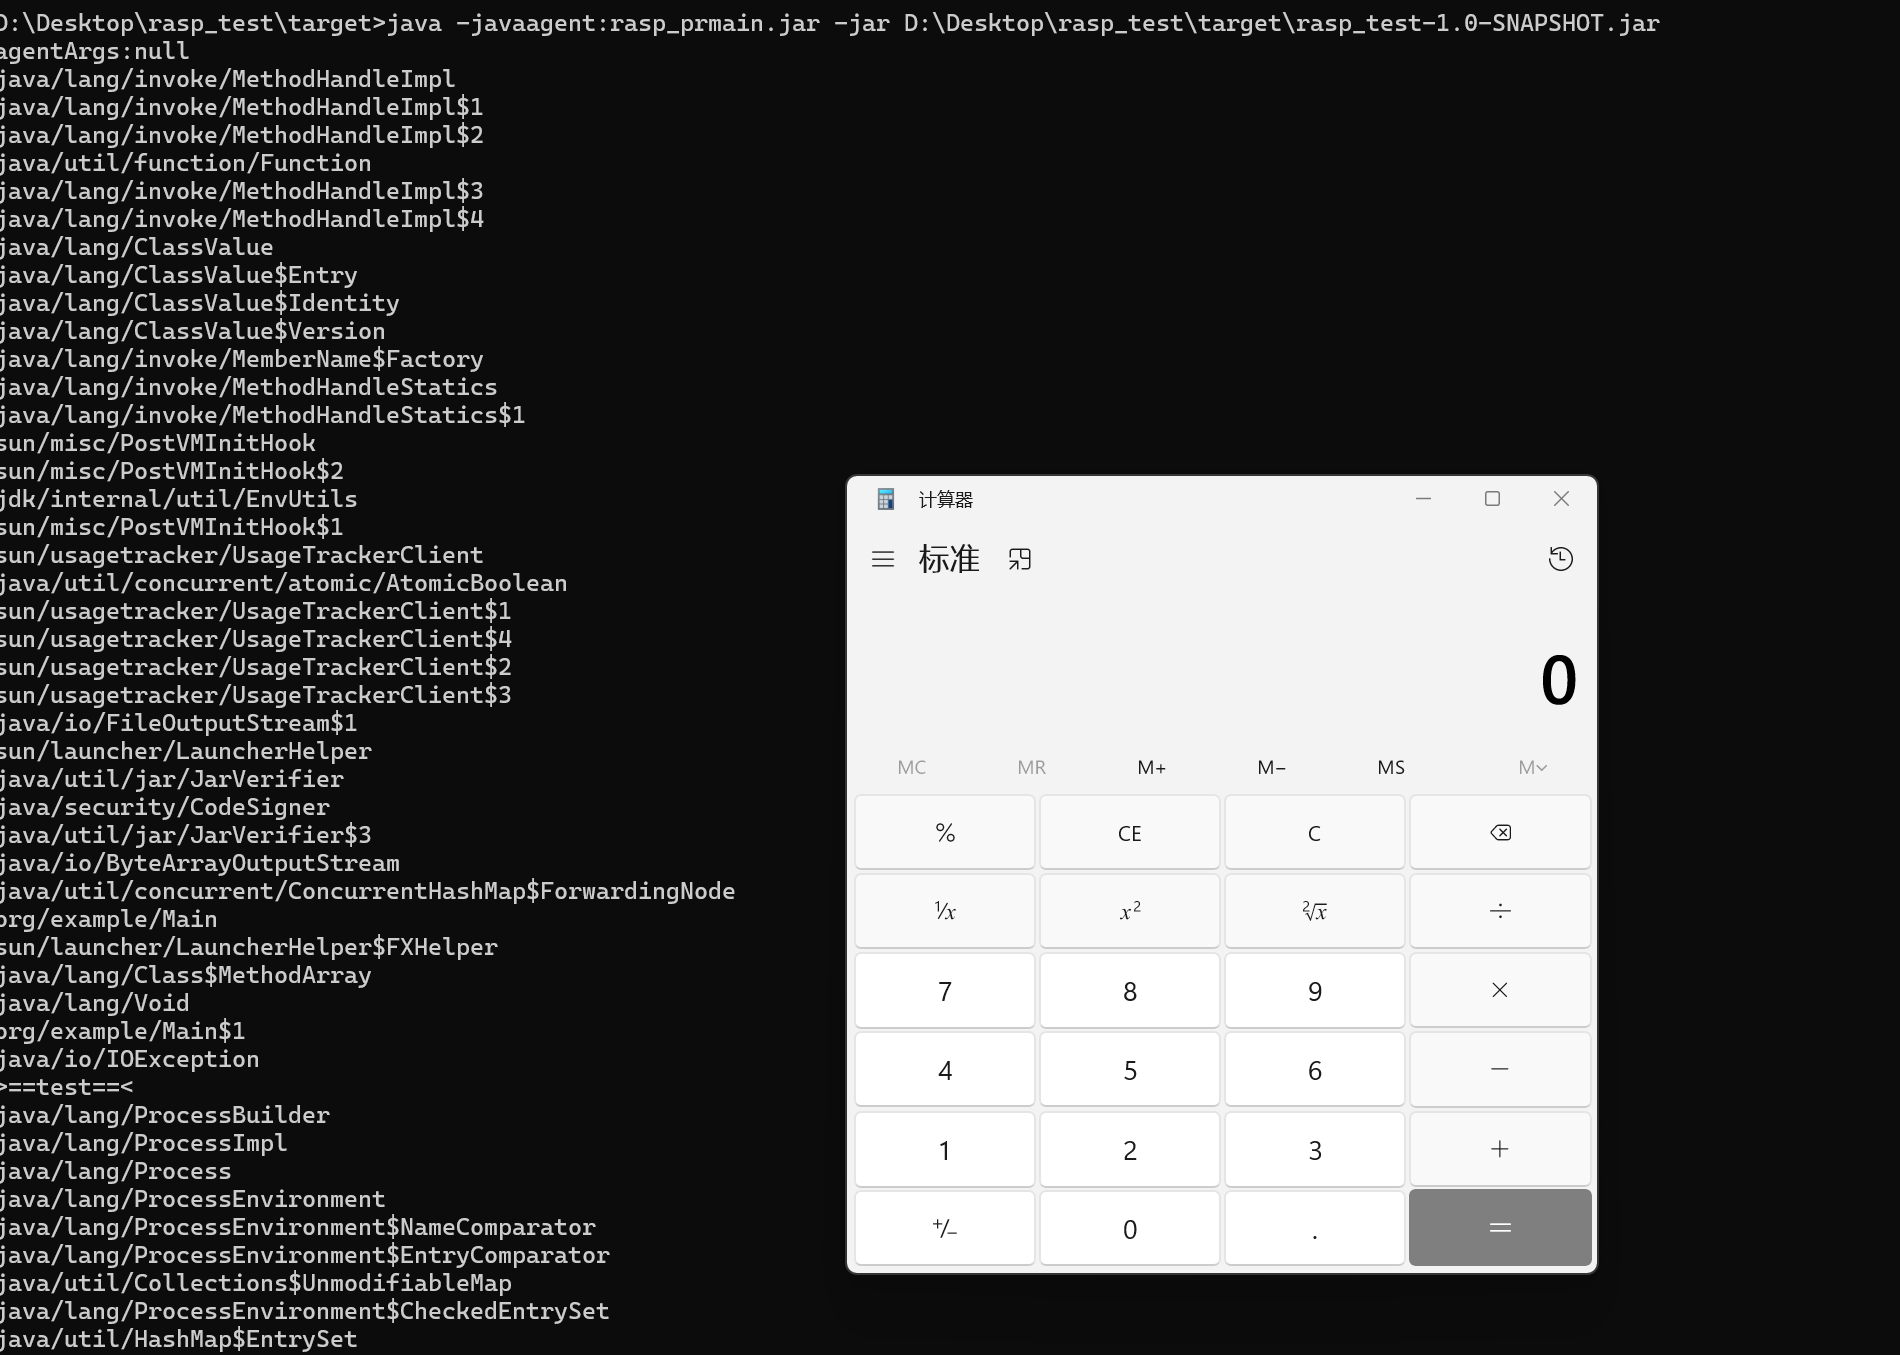 D:\Desktop\rasp_test\target>java -javaagent:rasp_prmain.jar -jar D:\Desktop\rasp_test\target\rasp_test-1.0-SNAPSHOT.jar
agentArgs:null
java/lang/invoke/MethodHandleImpl
java/lang/invoke/MethodHandleImpl$1
java/lang/invoke/MethodHandleImpl$2
java/util/function/Function
java/lang/invoke/MethodHandleImpl$3
java/lang/invoke/MethodHandleImpl$4
java/lang/ClassValue
java/lang/ClassValue$Entry
java/lang/ClassValue$Identity
java/lang/ClassValue$Version
java/lang/invoke/MemberName$Factory
java/lang/invoke/MethodHandleStatics
java/lang/invoke/MethodHandleStatics$1
sun/misc/PostVMInitHook
sun/misc/PostVMInitHook$2
jdk/internal/util/EnvUtils
sun/misc/PostVMInitHook$1
sun/usagetracker/UsageTrackerClient
java/util/concurrent/atomic/AtomicBoolean
sun/usagetracker/UsageTrackerClient$1
sun/usagetracker/UsageTrackerClient$4
sun/usagetracker/UsageTrackerClient$2
sun/usagetracker/UsageTrackerClient$3
java/io/FileOutputStream$1
sun/launcher/LauncherHelper
java/util/jar/JarVerifier
java/security/CodeSigner
java/util/jar/JarVerifier$3
java/io/ByteArrayOutputStream
java/util/concurrent/ConcurrentHashMap$ForwardingNode
org/example/Main
sun/launcher/LauncherHelper$FXHelper
java/lang/Class$MethodArray
java/lang/Void
org/example/Main$1
java/io/IOException
>==test==<
java/lang/ProcessBuilder
java/lang/ProcessImpl
java/lang/Process
java/lang/ProcessEnvironment
java/lang/ProcessEnvironment$NameComparator
java/lang/ProcessEnvironment$EntryComparator
java/util/Collections$UnmodifiableMap
java/lang/ProcessEnvironment$CheckedEntrySet
java/util/HashMap$EntrySet
计算器
标准
0
MC MR M+ M− MS M
% CE C
¹/x x² ²√x ÷
7 8 9 ×
4 5 6 −
1 2 3 +
+/− 0 . =